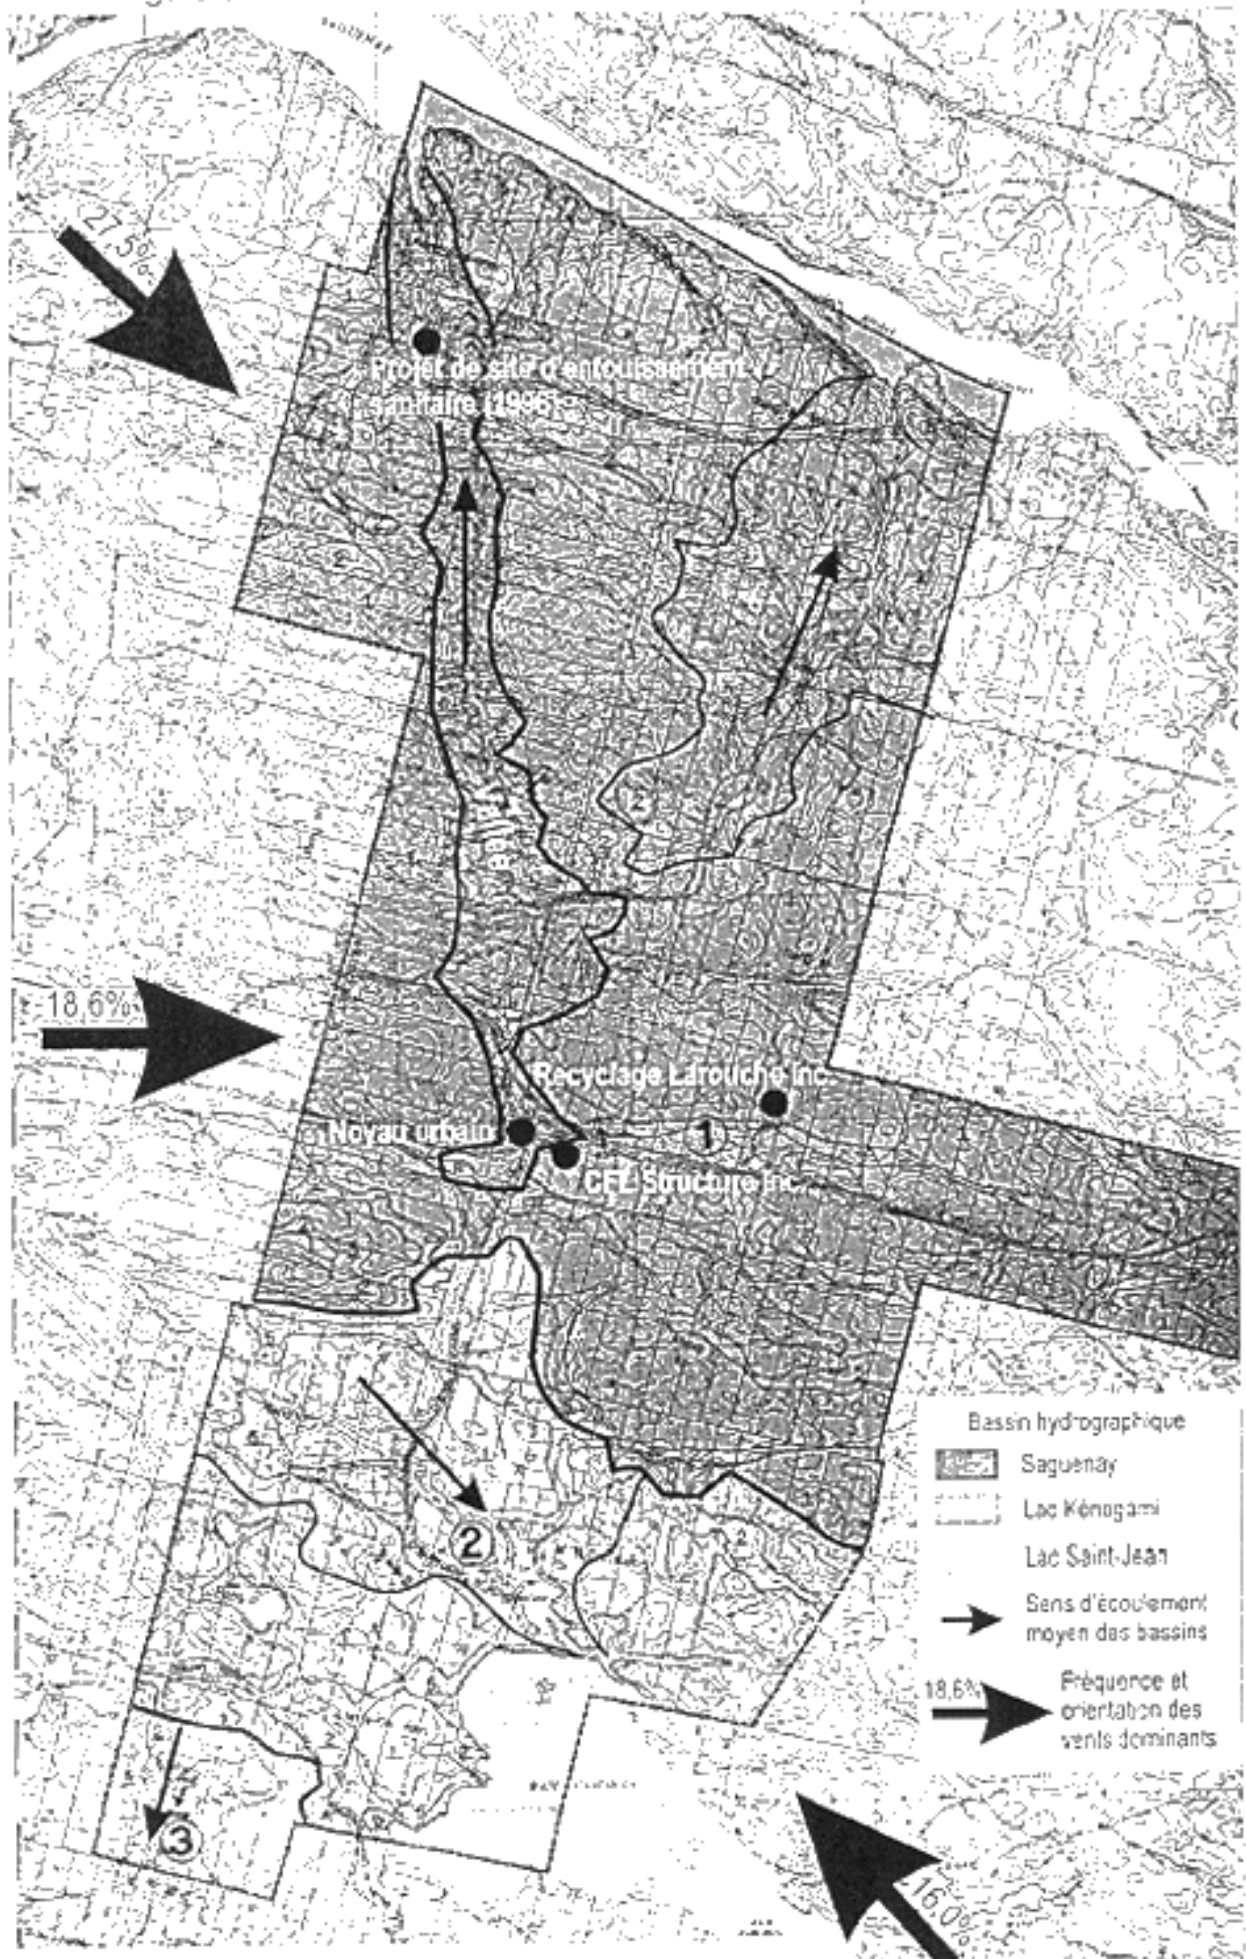 27,5%
Projet de site d'enfouissement
sanitaire (1996)
2
18,6%
Recyclage Larouche inc.
Noyau urbain
1
CFL Structure inc.
Bassin hydrographique
Saguenay
Lac Kénogami
Lac Saint-Jean
Sens d'écoulement
moyen des bassins
18,6%
Fréquence et
orientation des
vents dominants
2
2
3
16,0%